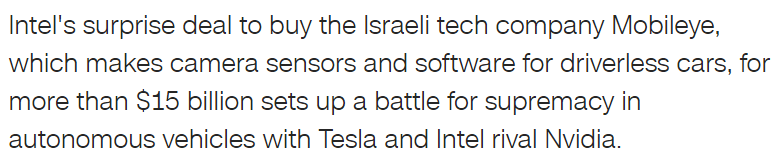 Intel's surprise deal to buy the Israeli tech company Mobileye,
which makes camera sensors and software for driverless cars, for
more than $15 billion sets up a battle for supremacy in
autonomous vehicles with Tesla and Intel rival Nvidia.